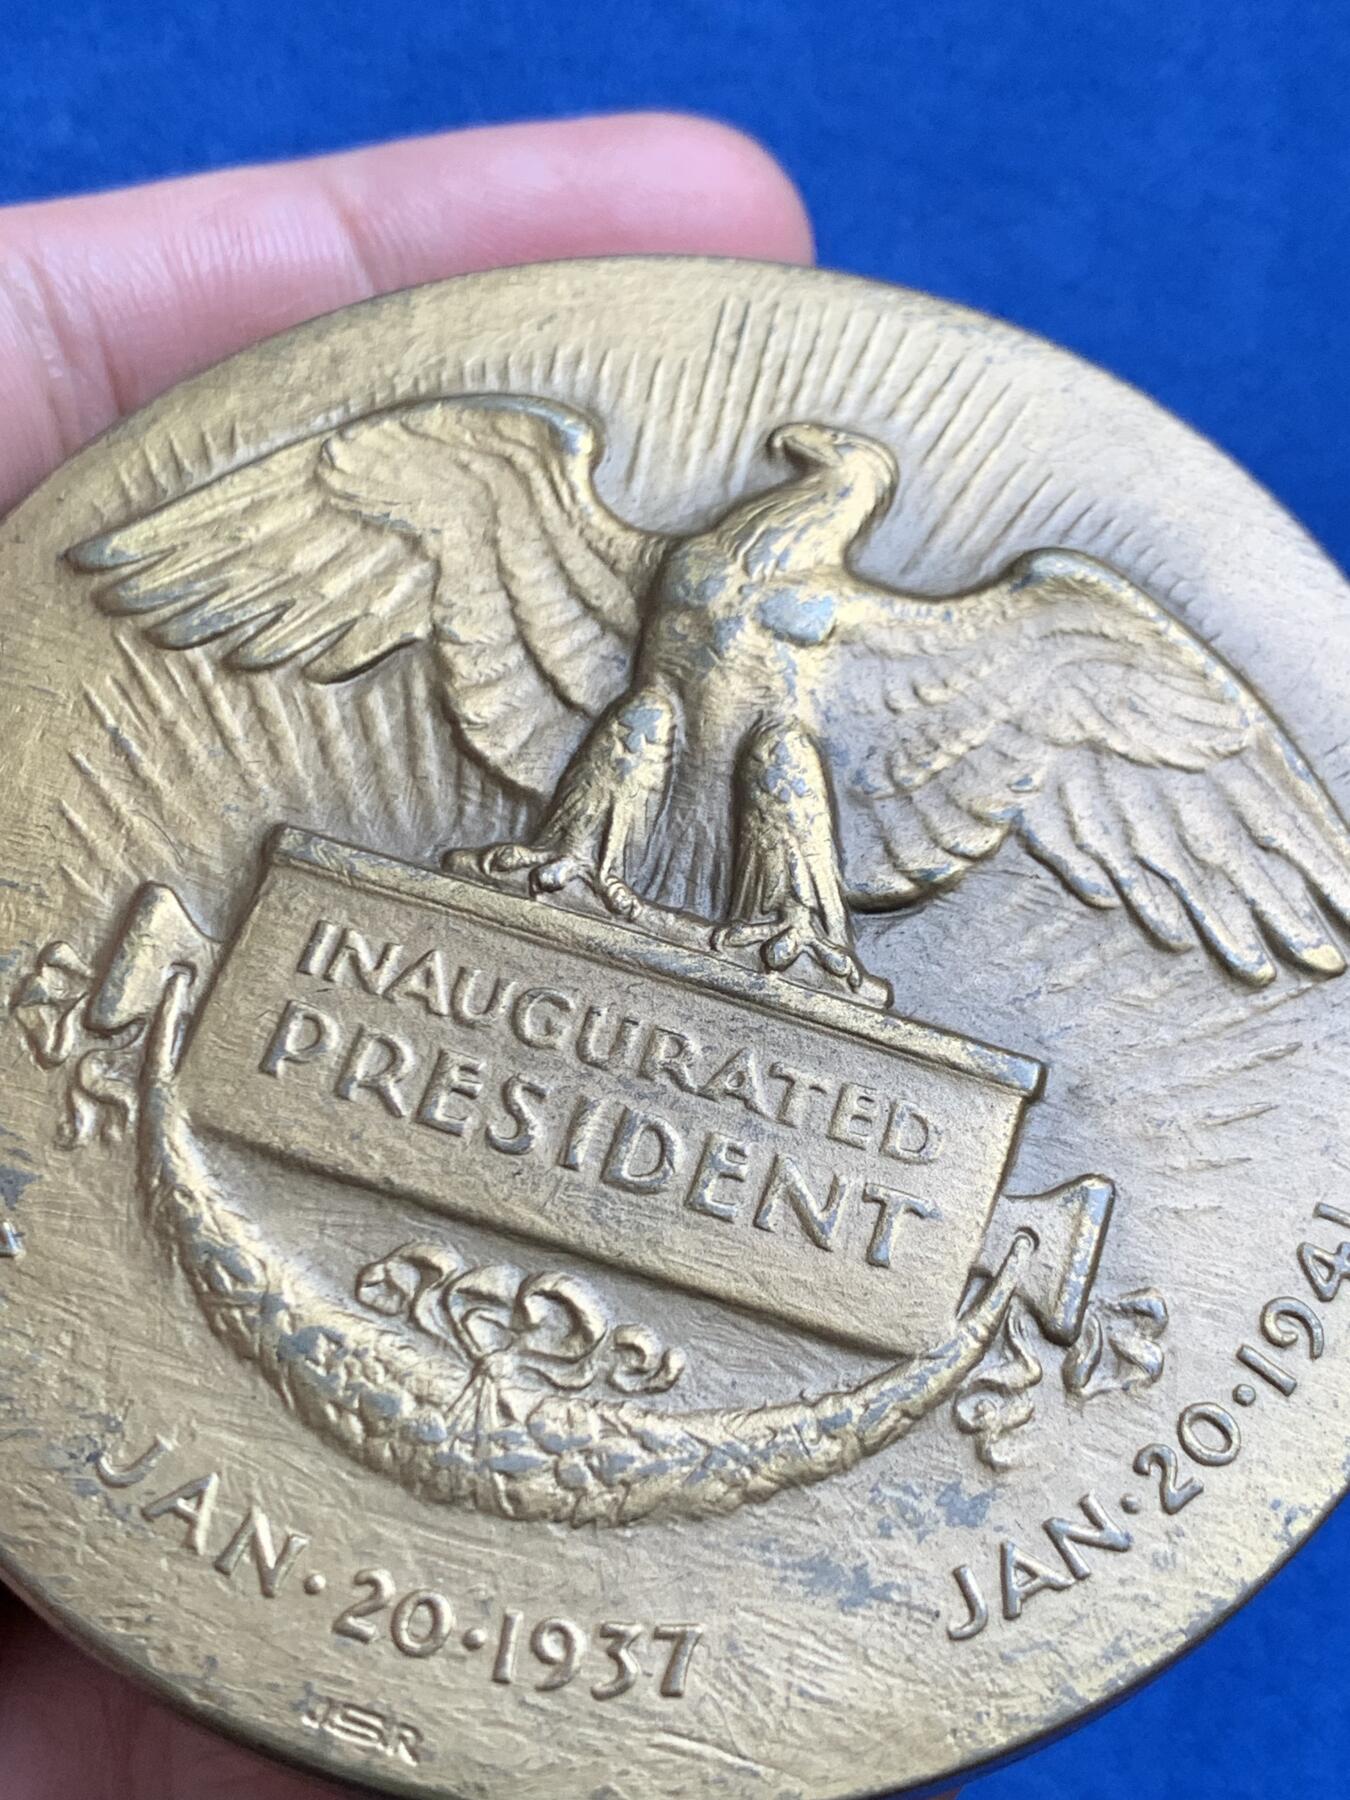 INAUGURATED
PRESIDENT
JAN·20·1937
JAN·20·1941
JSR